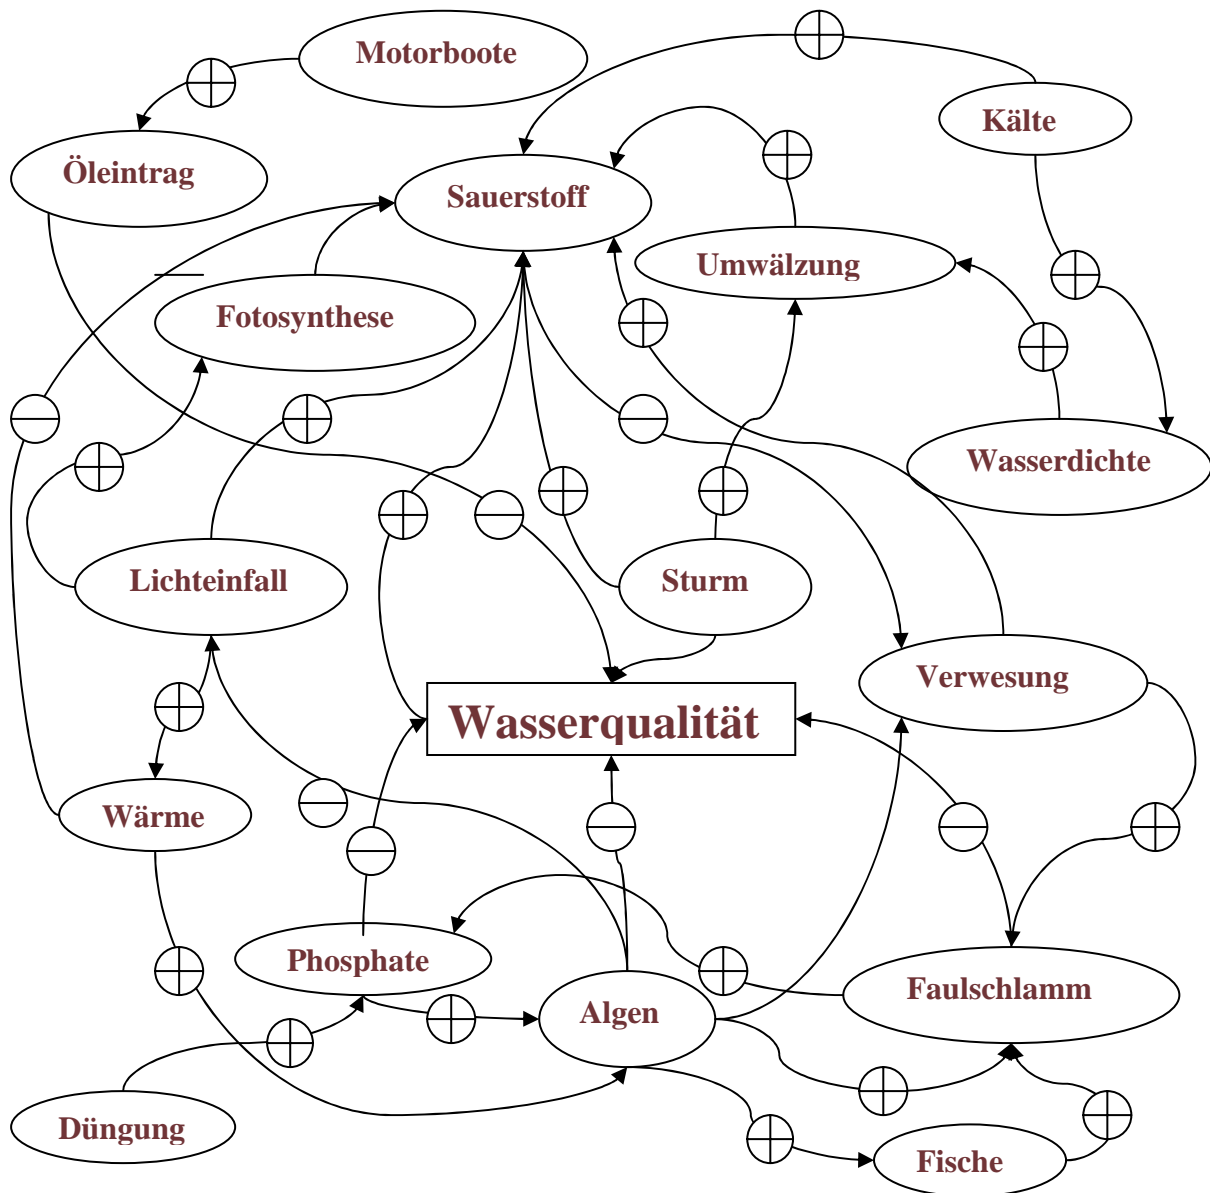 Motorboote
Kälte
Öleintrag
Sauerstoff
Umwälzung
Fotosynthese
Wasserdichte
Lichteinfall
Sturm
Verwesung
Wasserqualität
Wärme
Phosphate
Algen
Faulschlamm
Düngung
Fische